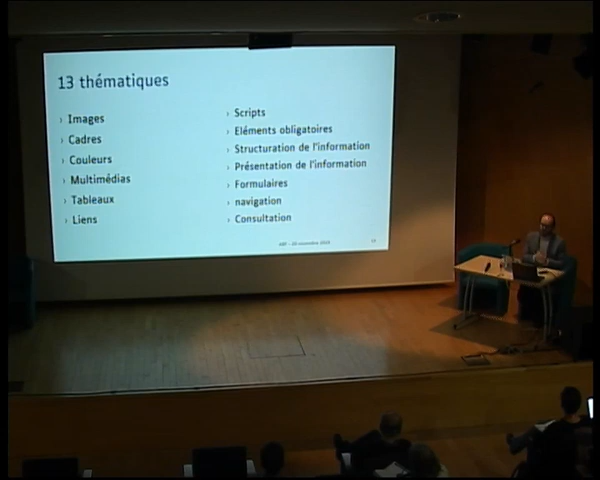 13 thématiques
› Images
› Cadres
› Couleurs
› Multimédias
› Tableaux
› Liens
› Scripts
› Eléments obligatoires
› Structuration de l'information
› Présentation de l'information
› Formulaires
› navigation
› Consultation